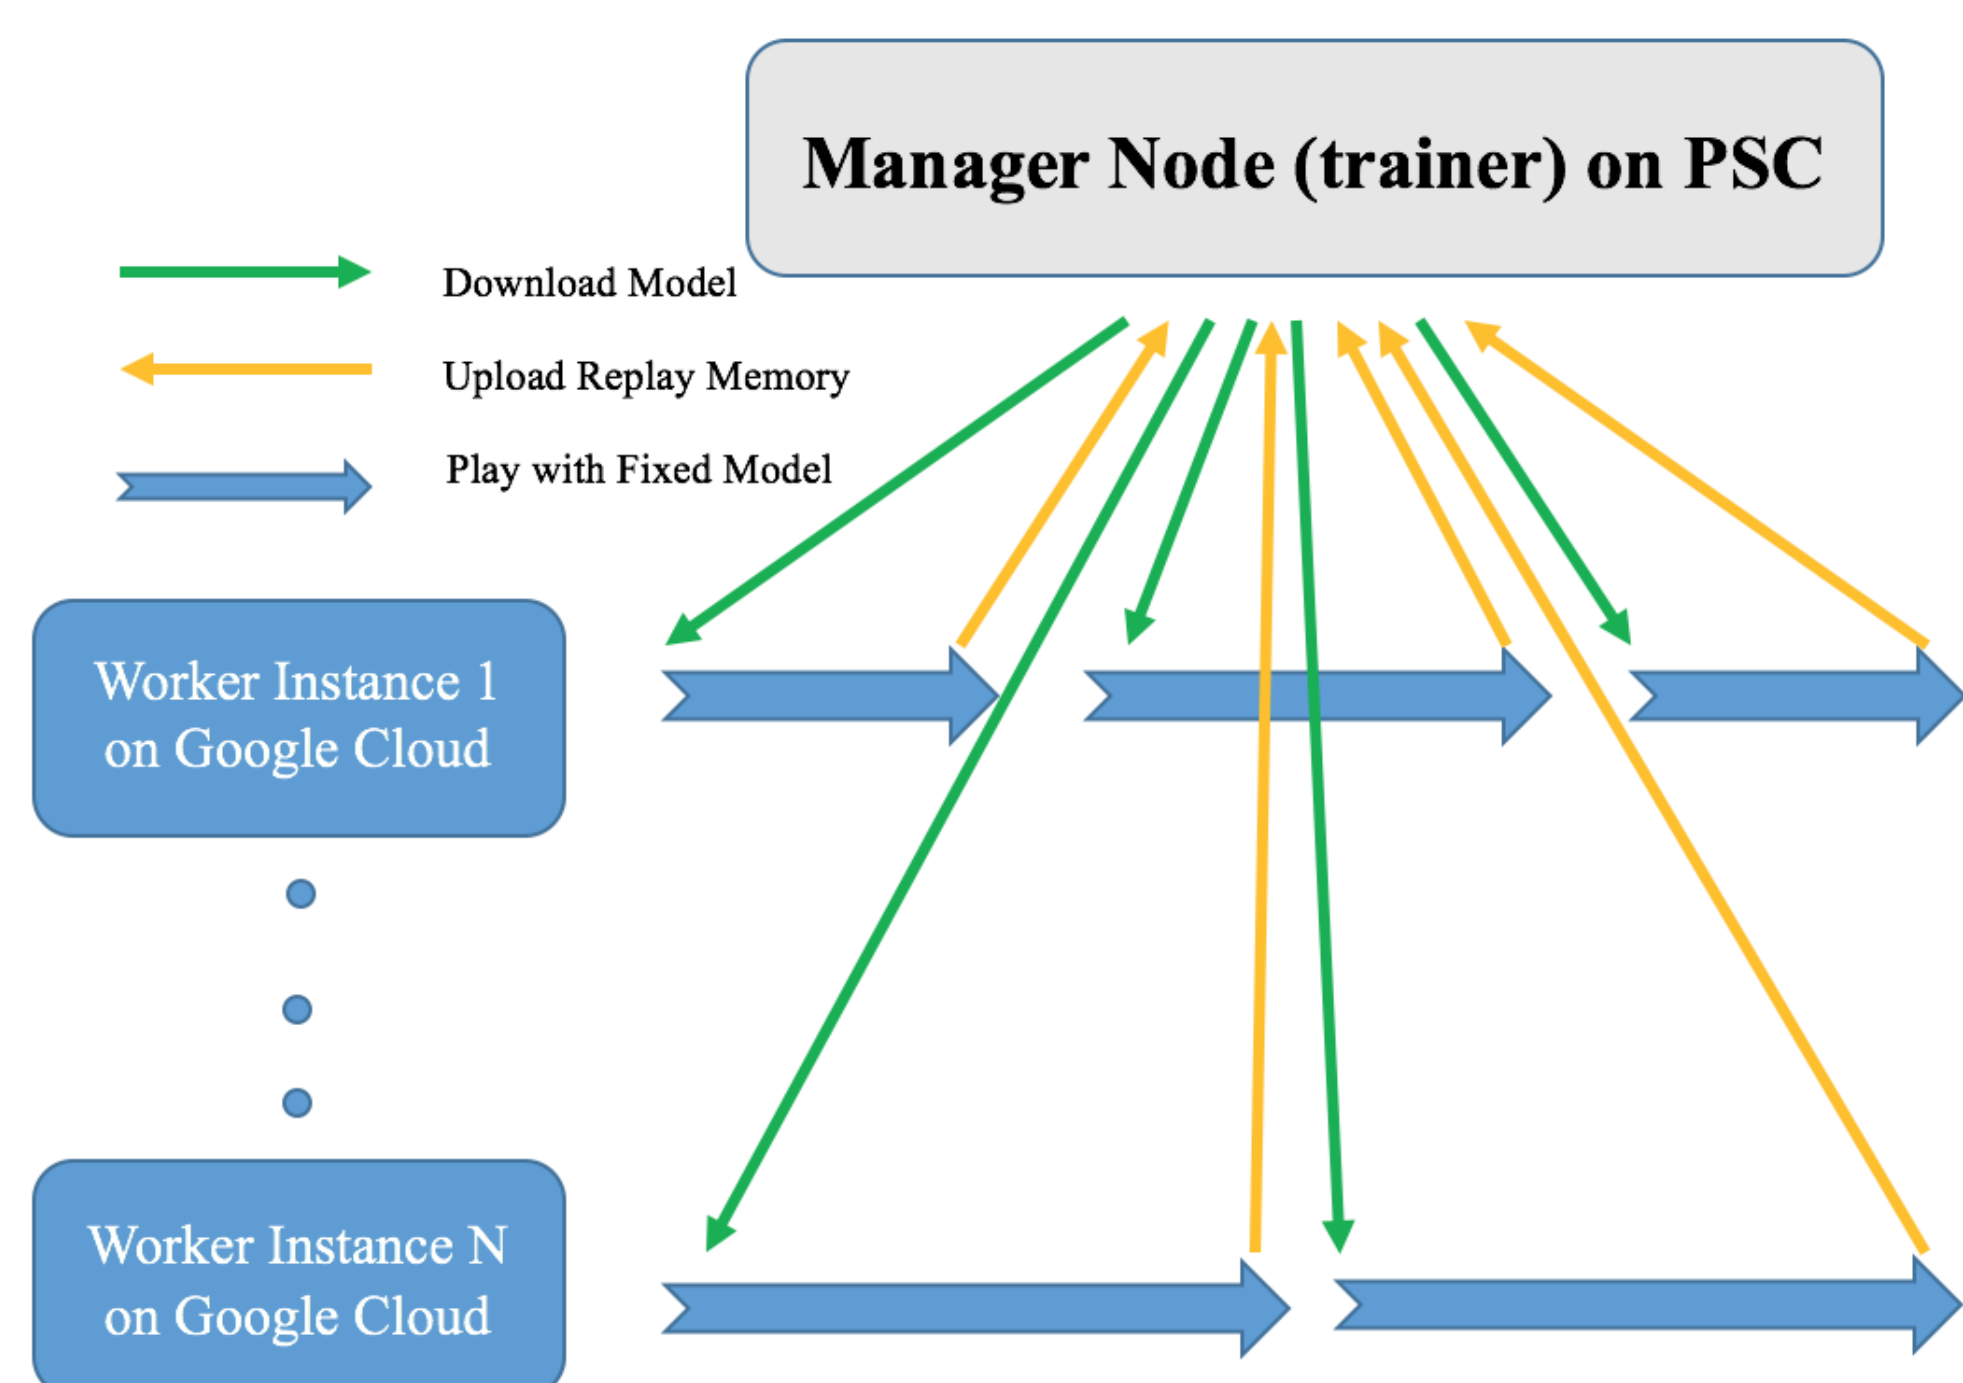 Manager Node (trainer) on PSC
Download Model
Upload Replay Memory
Play with Fixed Model
Worker Instance 1
on Google Cloud
Worker Instance N
on Google Cloud